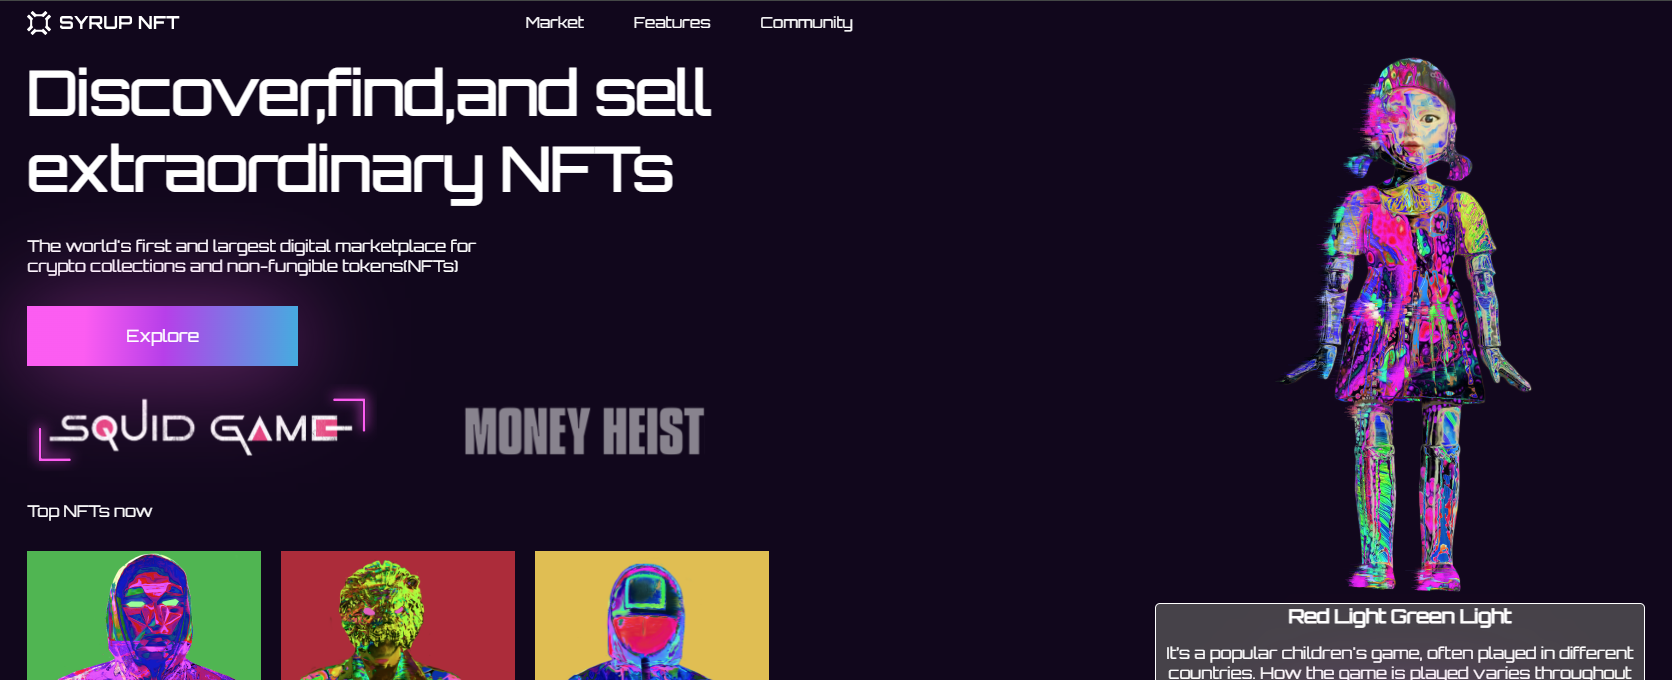 SYRUP NFT
Market Features Community
Discover,find,and sell
extraordinary NFTs
The world's first and largest digital marketplace for
crypto collections and non-fungible tokens(NFTs)
Explore
SQUID GAME
MONEY HEIST
Top NFTs now
Red Light Green Light
It's a popular children's game, often played in different
countries. How the game is played varies throughout